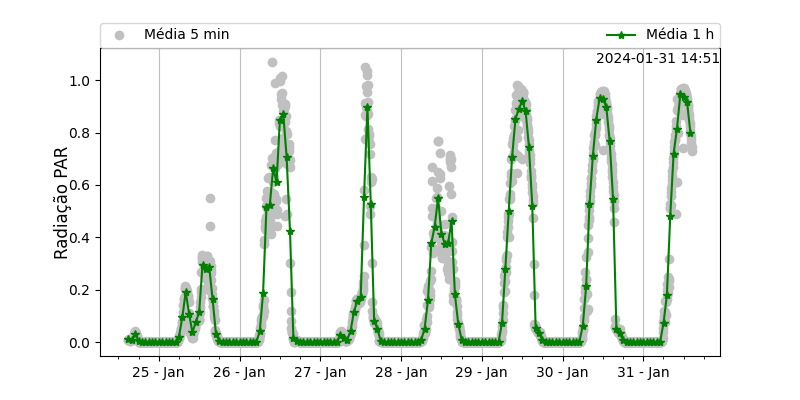 Média 5 min
Média 1 h
2024-01-31 14:51
Radiação PAR
1.0
0.8
0.6
0.4
0.2
0.0
25 - Jan
26 - Jan
27 - Jan
28 - Jan
29 - Jan
30 - Jan
31 - Jan